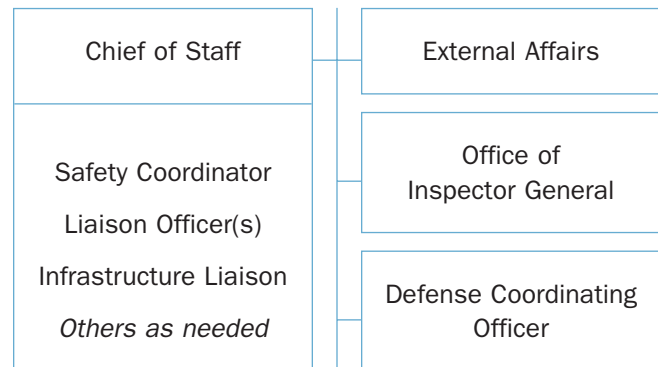 Chief of Staff
Safety Coordinator
Liaison Officer(s)
Infrastructure Liaison
Others as needed
External Affairs
Office of
Inspector General
Defense Coordinating
Officer